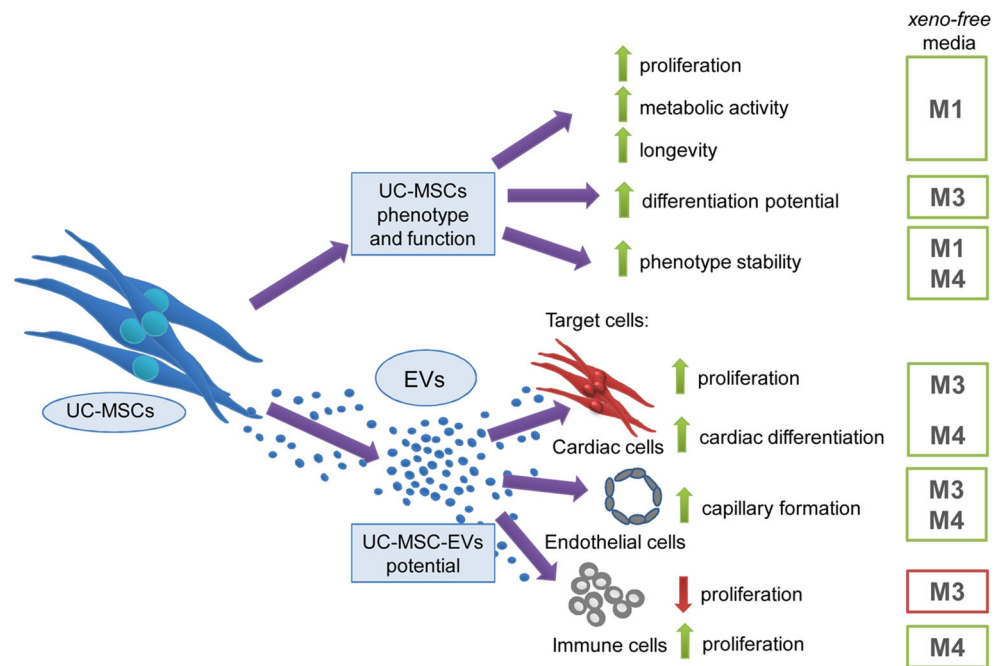 xeno-free
media
proliferation
metabolic activity
longevity
M1
UC-MSCs
phenotype
and function
differentiation potential
M3
phenotype stability
M1
M4
Target cells:
EVs
UC-MSCs
proliferation
M3
Cardiac cells
cardiac differentiation
M4
capillary formation
M3
M4
Endothelial cells
UC-MSC-EVs
potential
proliferation
M3
Immune cells
proliferation
M4